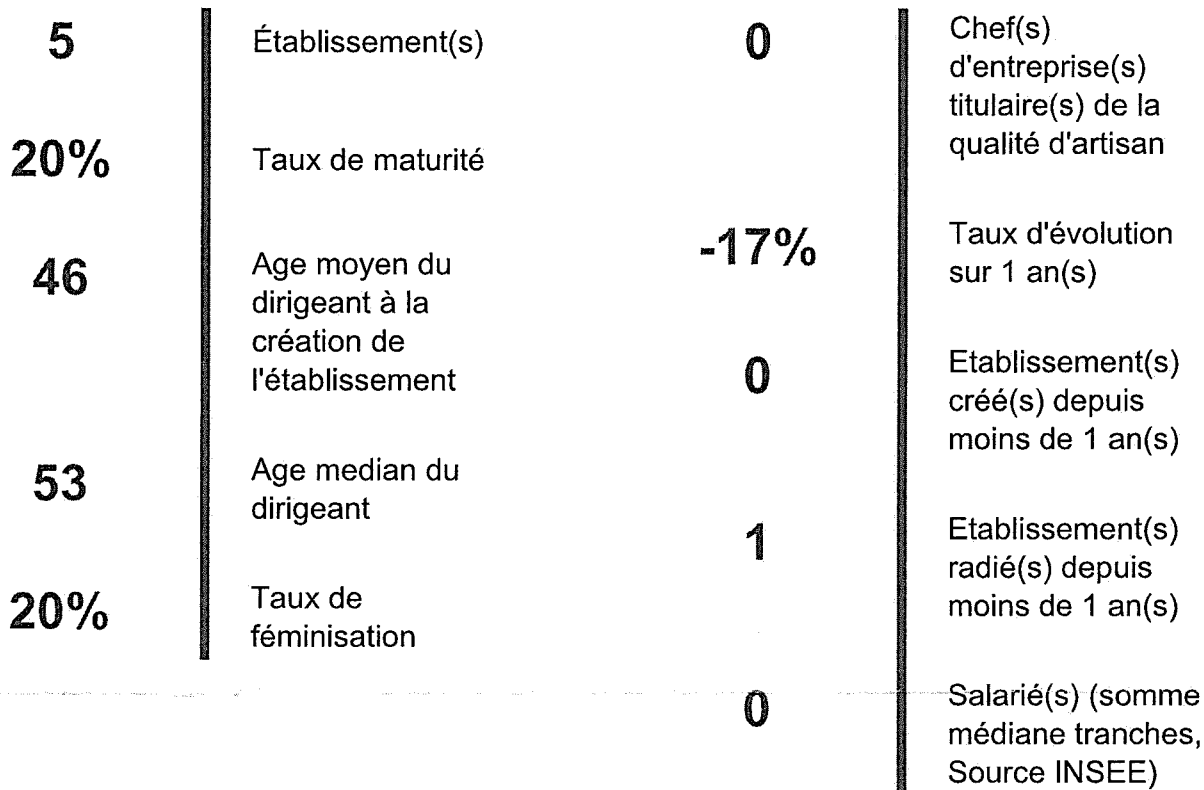 5
Établissement(s)
20%
Taux de maturité
46
Age moyen du
dirigeant à la
création de
l'établissement
53
Age median du
dirigeant
20%
Taux de
féminisation
0
Chef(s)
d'entreprise(s)
titulaire(s) de la
qualité d'artisan
-17%
Taux d'évolution
sur 1 an(s)
0
Etablissement(s)
créé(s) depuis
moins de 1 an(s)
1
Etablissement(s)
radié(s) depuis
moins de 1 an(s)
0
Salarié(s) (somme
médiane tranches,
Source INSEE)